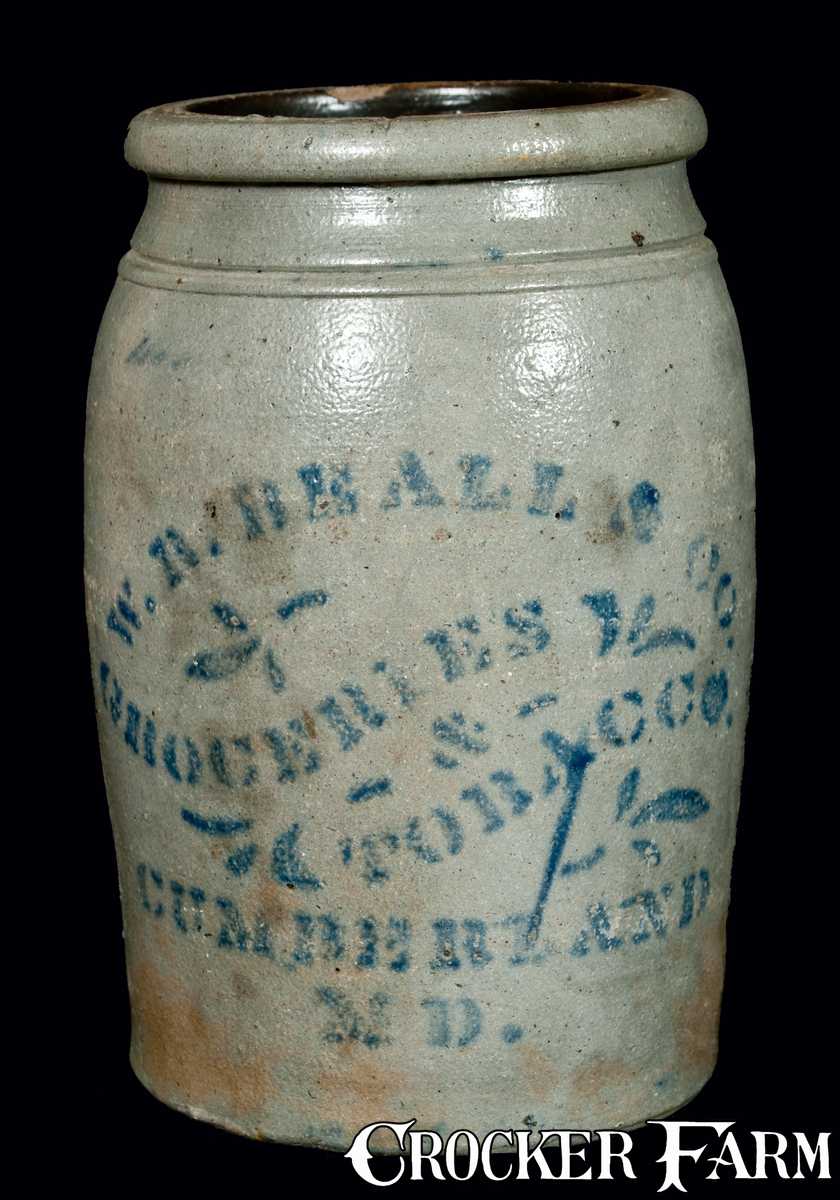 W. R. BEALL & CO.
GROCERIES
&
TOBACCO.
CUMBERLAND
MD.
CROCKER FARM